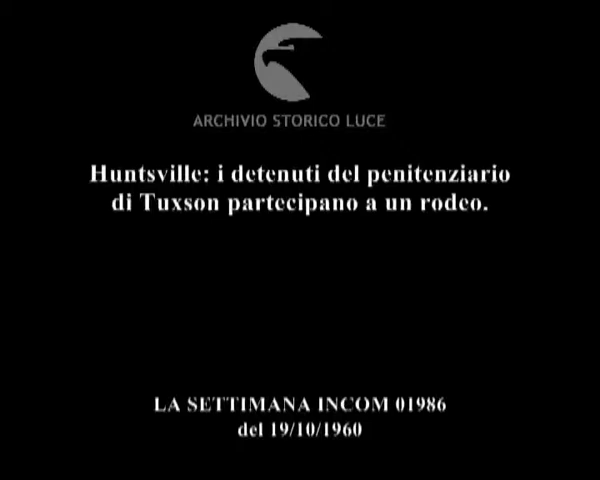 ARCHIVIO STORICO LUCE
Huntsville: i detenuti del penitenziario
di Tuxson partecipano a un rodeo.
LA SETTIMANA INCOM 01986
del 19/10/1960